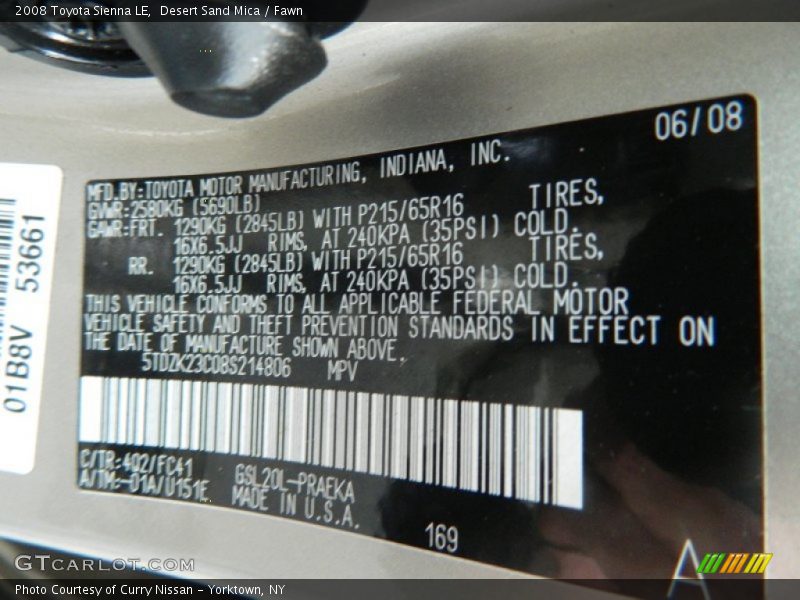 2008 Toyota Sienna LE, Desert Sand Mica / Fawn
06/08
MFD.BY:TOYOTA MOTOR MANUFACTURING, INDIANA, INC.
GVWR:2580KG (5690LB)
GAWR:FRT. 1290KG (2845LB) WITH P215/65R16 TIRES,
16X6.5JJ RIMS, AT 240KPA (35PSI) COLD.
RR. 1290KG (2845LB) WITH P215/65R16 TIRES,
16X6.5JJ RIMS, AT 240KPA (35PSI) COLD.
THIS VEHICLE CONFORMS TO ALL APPLICABLE FEDERAL MOTOR
VEHICLE SAFETY AND THEFT PREVENTION STANDARDS IN EFFECT ON
THE DATE OF MANUFACTURE SHOWN ABOVE.
5TDZK23C08S214806 MPV
C/TR:4Q2/FC41 GSL20L-PRAEKA
A/TM:-01A/U151E MADE IN U.S.A.
169
A
01B8V 53661
GTCARLOT.COM
Photo Courtesy of Curry Nissan - Yorktown, NY